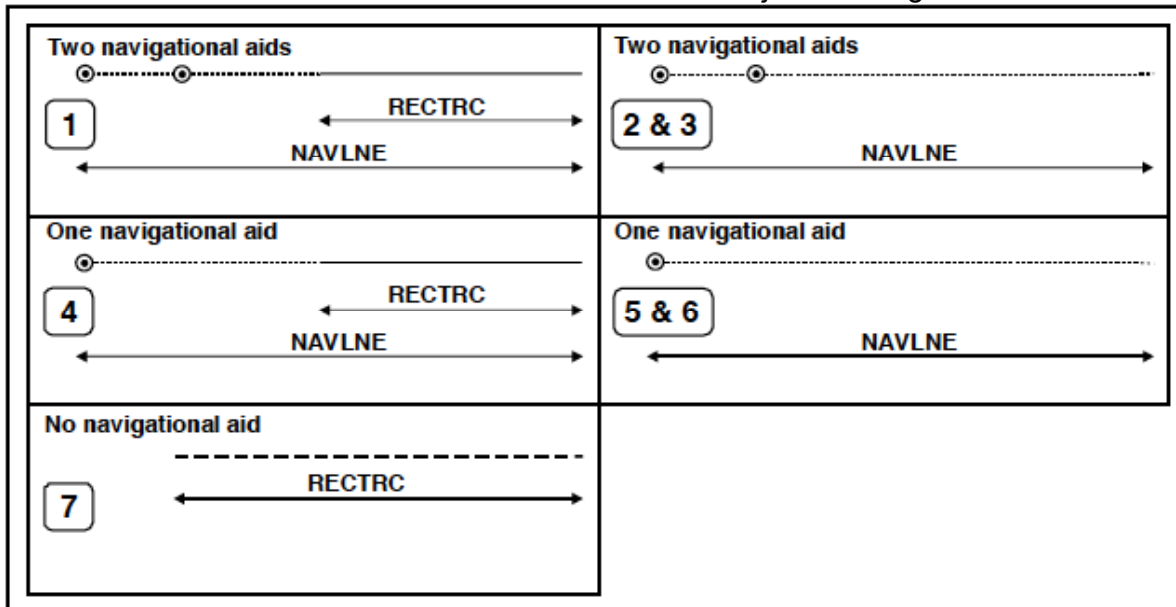 Two navigational aids
RECTRC
1
NAVLNE
Two navigational aids
2 & 3
NAVLNE
One navigational aid
RECTRC
4
NAVLNE
One navigational aid
5 & 6
NAVLNE
No navigational aid
RECTRC
7